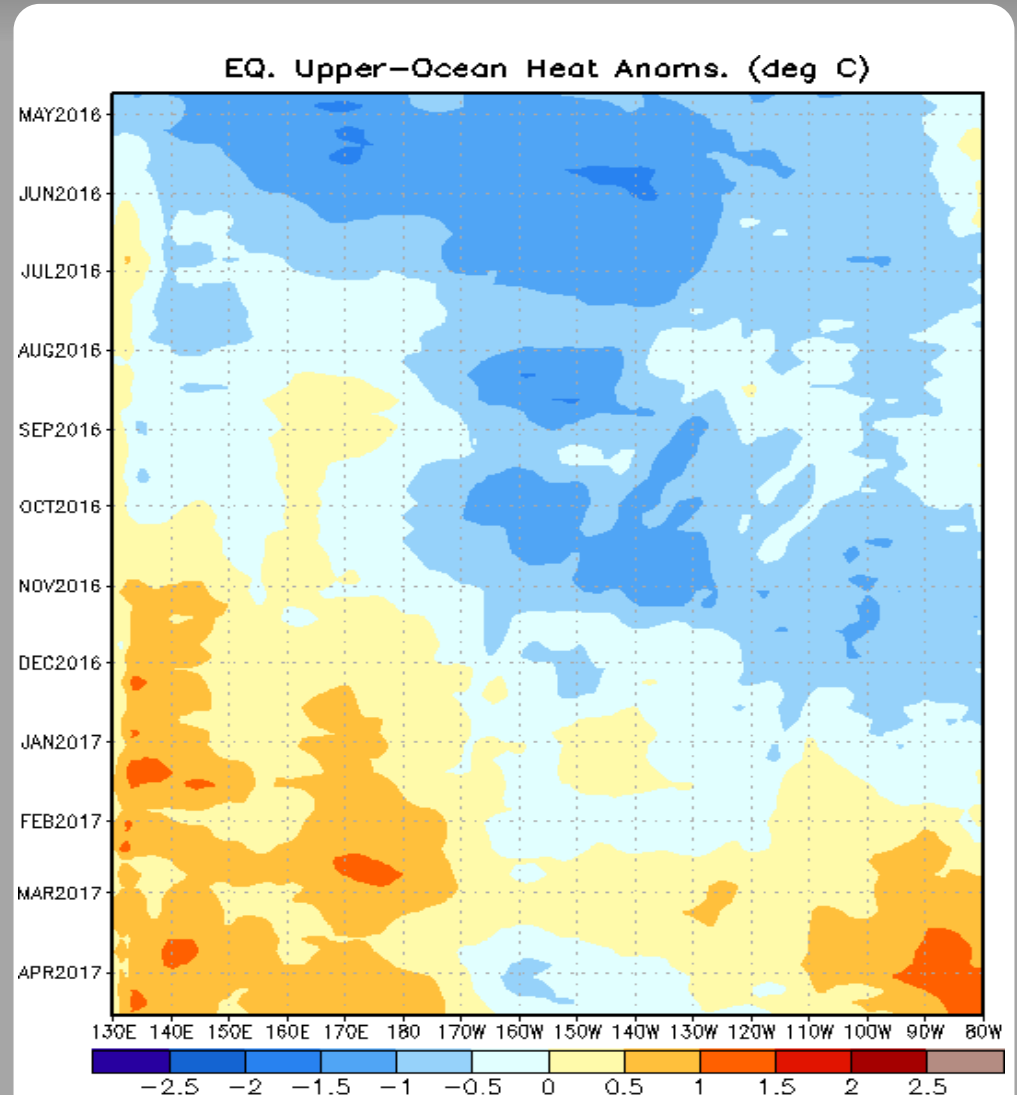 EQ. Upper-Ocean Heat Anoms. (deg C)
MAY2016
JUN2016
JUL2016
AUG2016
SEP2016
OCT2016
NOV2016
DEC2016
JAN2017
FEB2017
MAR2017
APR2017
130E 140E 150E 160E 170E 180 170W 160W 150W 140W 130W 120W 110W 100W 90W 80W
-2.5 -2 -1.5 -1 -0.5 0 0.5 1 1.5 2 2.5